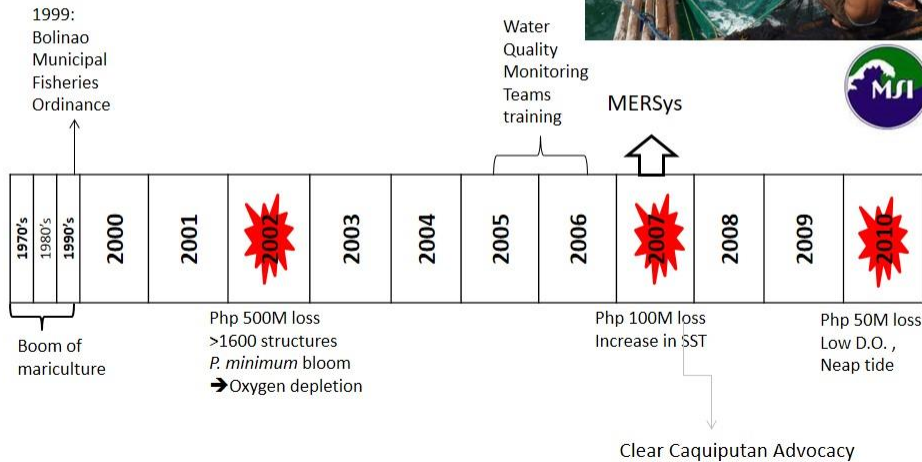 1999:
Bolinao
Municipal
Fisheries
Ordinance
Water
Quality
Monitoring
Teams
training
MERSys
MSI
1970's
1980's
1990's
2000
2001
2002
2003
2004
2005
2006
2007
2008
2009
2010
Boom of
mariculture
Php 500M loss
>1600 structures
P. minimum bloom
➔Oxygen depletion
Php 100M loss
Increase in SST
Php 50M loss
Low D.O. ,
Neap tide
Clear Caquiputan Advocacy